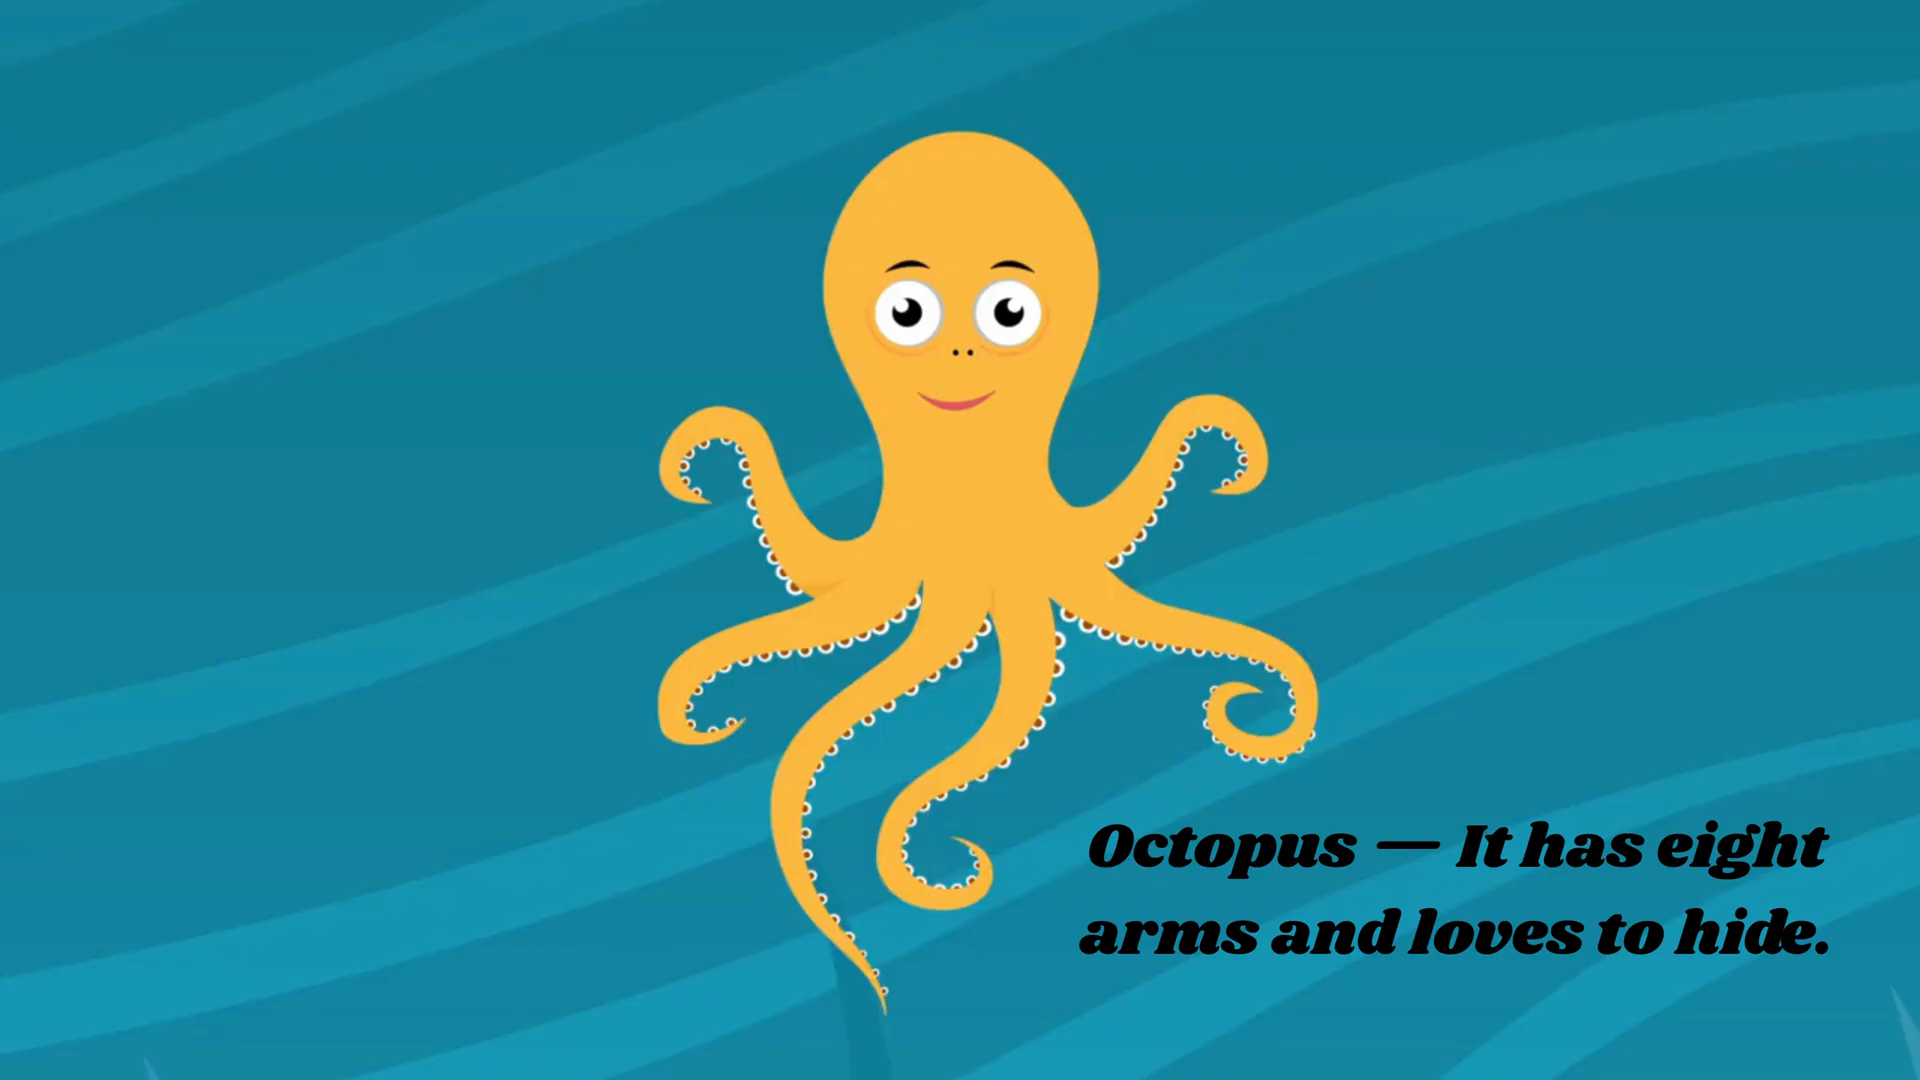 Octopus — It has eight
arms and loves to hide.